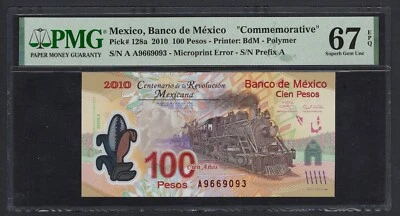 PMG
PAPER MONEY GUARANTY
Mexico, Banco de México "Commemorative"
Pick# 128a 2010 100 Pesos - Printer: BdM - Polymer
S/N A A9669093 - Microprint Error - S/N Prefix A
67 EPQ
Superb Gem Unc
2010
Centenario de la Revolución
Mexicana
Banco de México
Cien Pesos
100
Pesos
Cien Años
A9669093